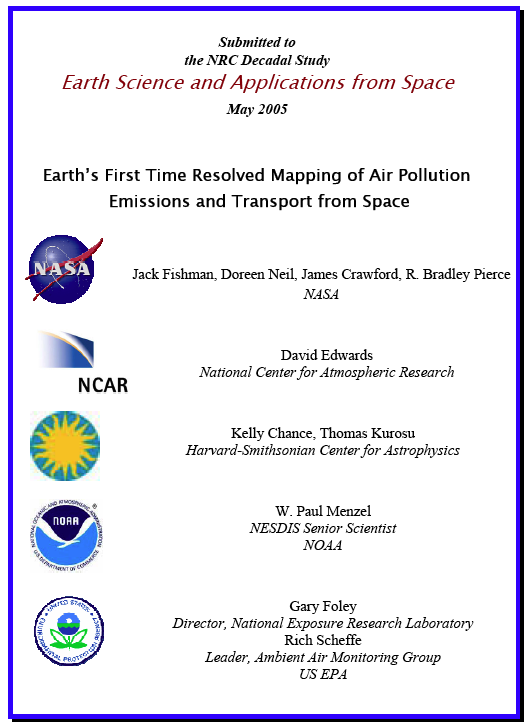 Submitted to
the NRC Decadal Study
Earth Science and Applications from Space
May 2005
Earth's First Time Resolved Mapping of Air Pollution
Emissions and Transport from Space
NASA
Jack Fishman, Doreen Neil, James Crawford, R. Bradley Pierce
NASA
NCAR
David Edwards
National Center for Atmospheric Research
Kelly Chance, Thomas Kurosu
Harvard-Smithsonian Center for Astrophysics
NATIONAL OCEANIC AND ATMOSPHERIC ADMINISTRATION
®
NOAA
U.S. DEPARTMENT OF COMMERCE
W. Paul Menzel
NESDIS Senior Scientist
NOAA
UNITED STATES
Gary Foley
Director, National Exposure Research Laboratory
Rich Scheffe
Leader, Ambient Air Monitoring Group
US EPA